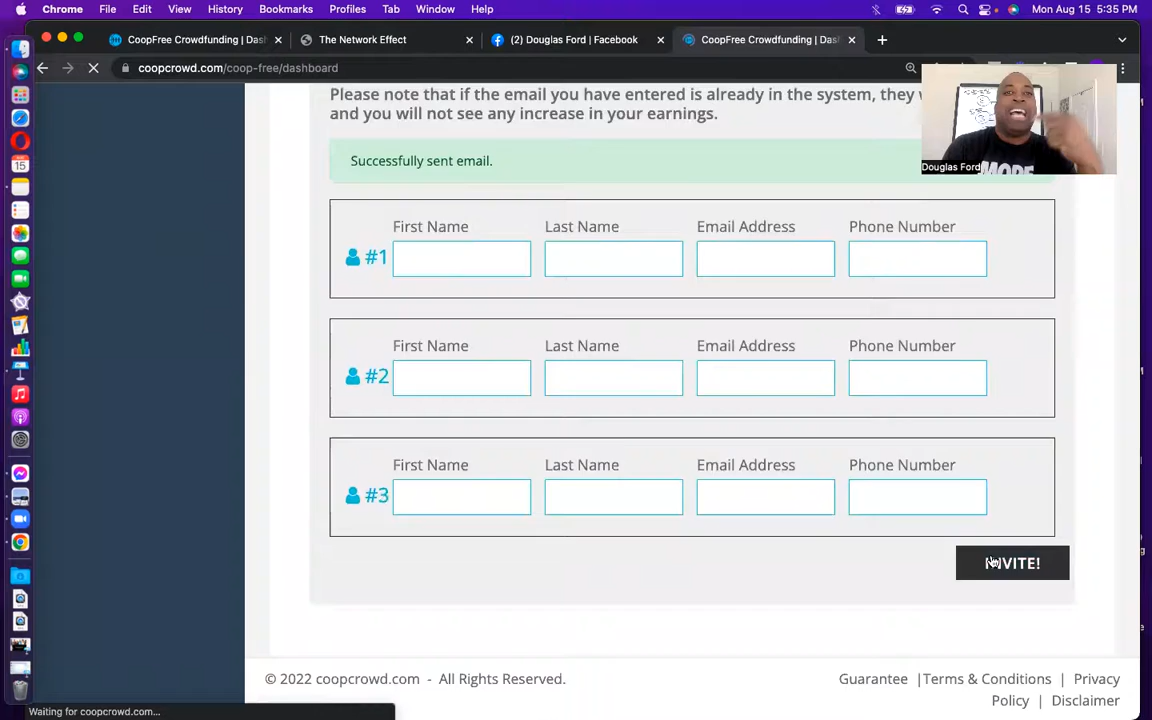 Chrome File Edit View History Bookmarks Profiles Tab Window Help Mon Aug 15 5:35 PM
CoopFree Crowdfunding | Das The Network Effect (2) Douglas Ford | Facebook CoopFree Crowdfunding | Das
coopcrowd.com/coop-free/dashboard
Please note that if the email you have entered is already in the system, they
and you will not see any increase in your earnings.
Successfully sent email.
Douglas Ford
MORE
First Name Last Name Email Address Phone Number
#1
First Name Last Name Email Address Phone Number
#2
First Name Last Name Email Address Phone Number
#3
INVITE!
© 2022 coopcrowd.com - All Rights Reserved.
Guarantee |Terms & Conditions | Privacy
Policy | Disclaimer
Waiting for coopcrowd.com...
15